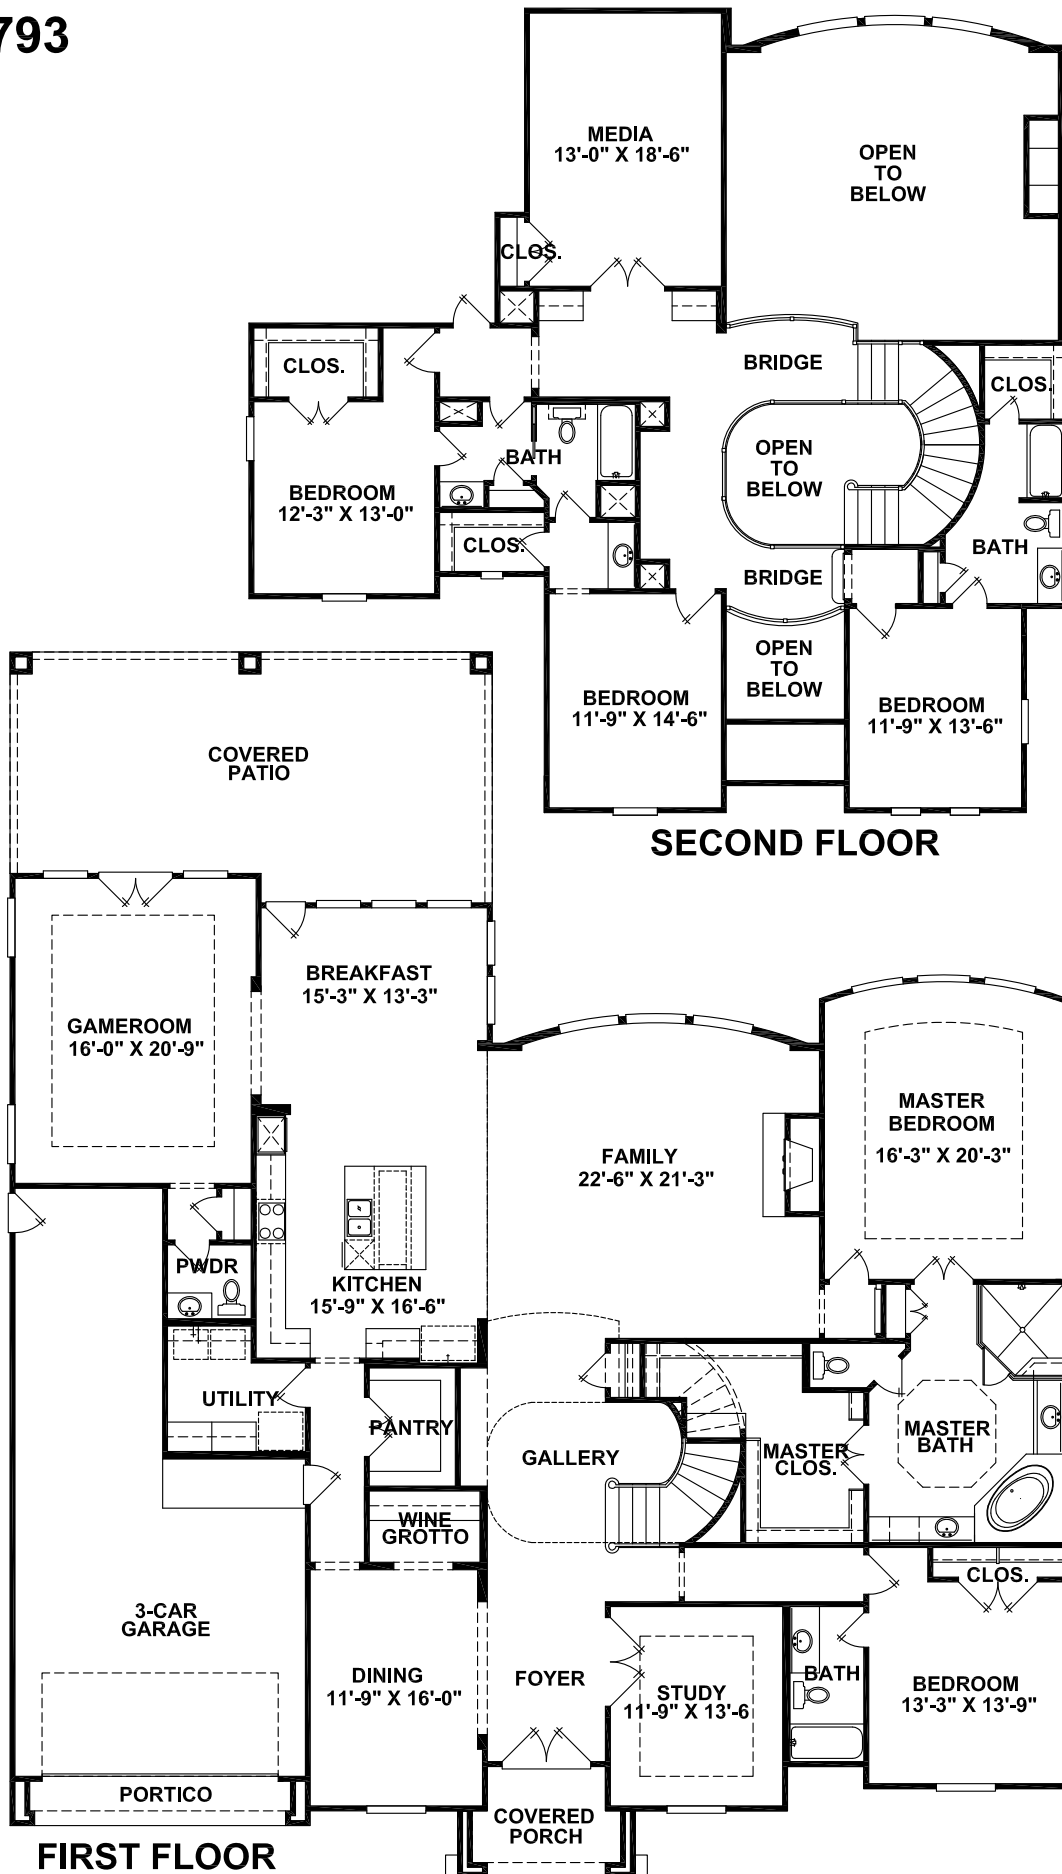 793
MEDIA
13'-0" X 18'-6"
OPEN
TO
BELOW
CLOS.
BRIDGE
CLOS.
CLOS.
OPEN
TO
BELOW
BATH
BEDROOM
12'-3" X 13'-0"
CLOS.
BATH
BRIDGE
OPEN
TO
BELOW
BEDROOM
11'-9" X 14'-6"
BEDROOM
11'-9" X 13'-6"
SECOND FLOOR
COVERED
PATIO
BREAKFAST
15'-3" X 13'-3"
GAMEROOM
16'-0" X 20'-9"
MASTER
BEDROOM
16'-3" X 20'-3"
FAMILY
22'-6" X 21'-3"
PWDR
KITCHEN
15'-9" X 16'-6"
UTILITY
PANTRY
GALLERY
MASTER
CLOS.
MASTER
BATH
WINE
GROTTO
CLOS.
3-CAR
GARAGE
DINING
11'-9" X 16'-0"
FOYER
STUDY
11'-9" X 13'-6
BATH
BEDROOM
13'-3" X 13'-9"
PORTICO
COVERED
PORCH
FIRST FLOOR